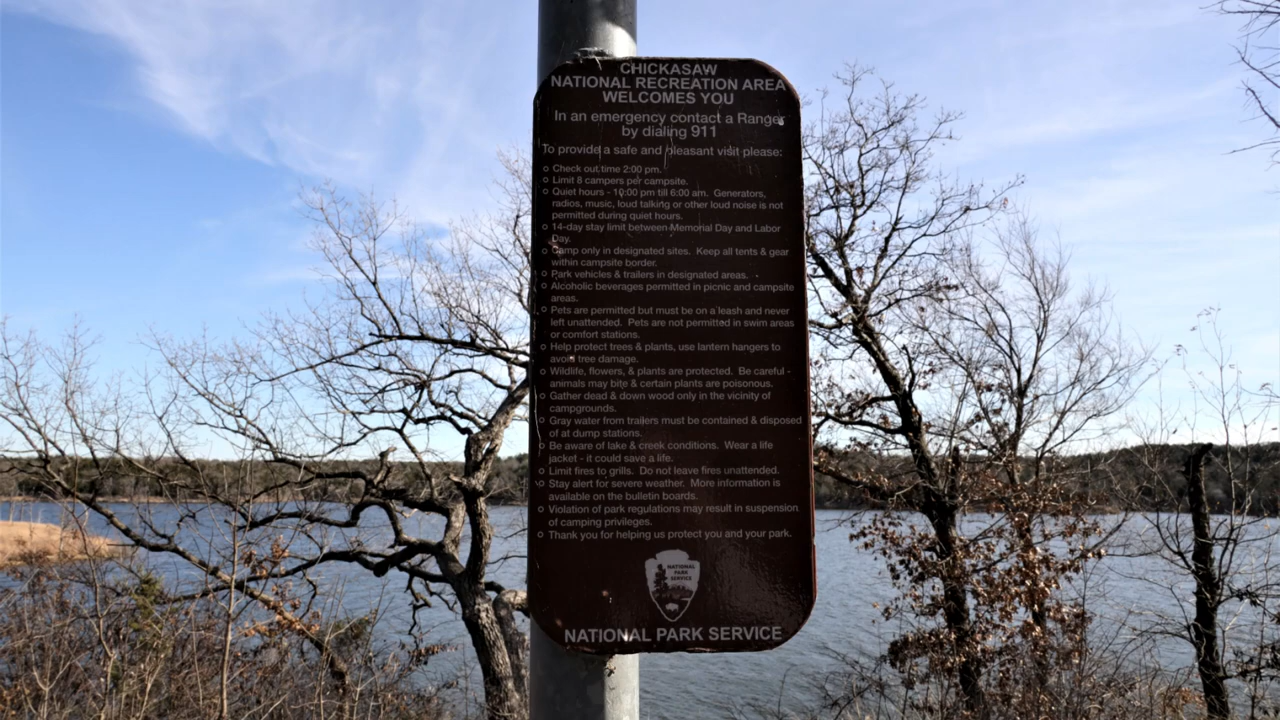 CHICKASAW
NATIONAL RECREATION AREA
WELCOMES YOU
In an emergency contact a Ranger
by dialing 911
To provide a safe and pleasant visit please:
Check out time 2:00 pm.
Limit 8 campers per campsite.
Quiet hours - 10:00 pm till 6:00 am. Generators,
radios, music, loud talking or other loud noise is not
permitted during quiet hours.
14-day stay limit between Memorial Day and Labor
Day.
Camp only in designated sites. Keep all tents & gear
within campsite border.
Park vehicles & trailers in designated areas.
Alcoholic beverages permitted in picnic and campsite
areas.
Pets are permitted but must be on a leash and never
left unattended. Pets are not permitted in swim areas
or comfort stations.
Help protect trees & plants, use lantern hangers to
avoid tree damage.
Wildlife, flowers, & plants are protected. Be careful -
animals may bite & certain plants are poisonous.
Gather dead & down wood only in the vicinity of
campgrounds.
Gray water from trailers must be contained & disposed
of at dump stations.
Be aware of lake & creek conditions. Wear a life
jacket - it could save a life.
Limit fires to grills. Do not leave fires unattended.
Stay alert for severe weather. More information is
available on the bulletin boards.
Violation of park regulations may result in suspension
of camping privileges.
Thank you for helping us protect you and your park.
NATIONAL
PARK
SERVICE
NATIONAL PARK SERVICE